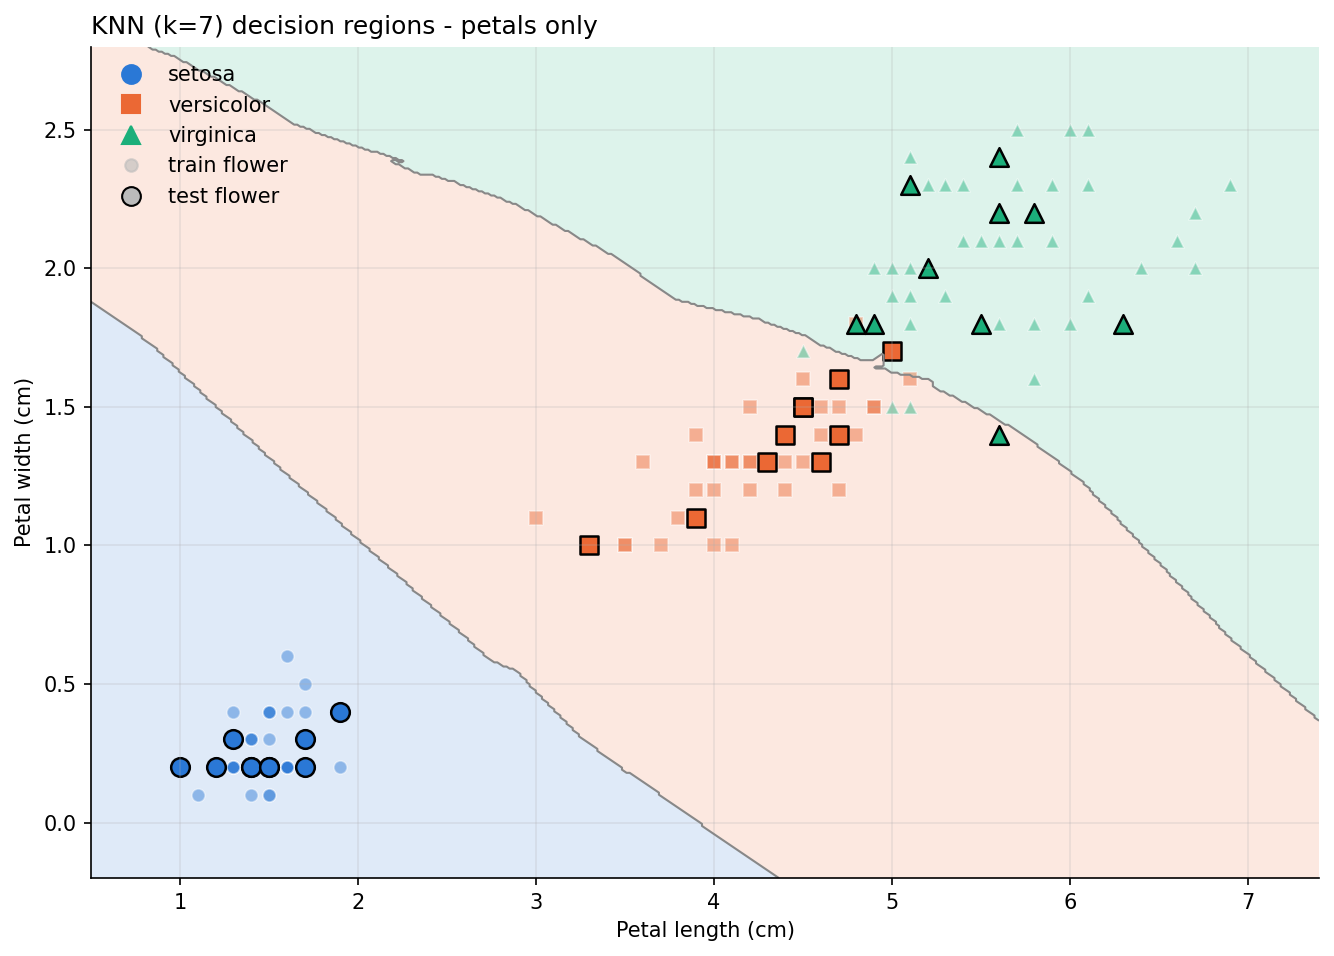 KNN (k=7) decision regions - petals only
setosa
versicolor
virginica
train flower
test flower
2.5
2.0
1.5
1.0
0.5
0.0
Petal width (cm)
1 2 3 4 5 6 7
Petal length (cm)